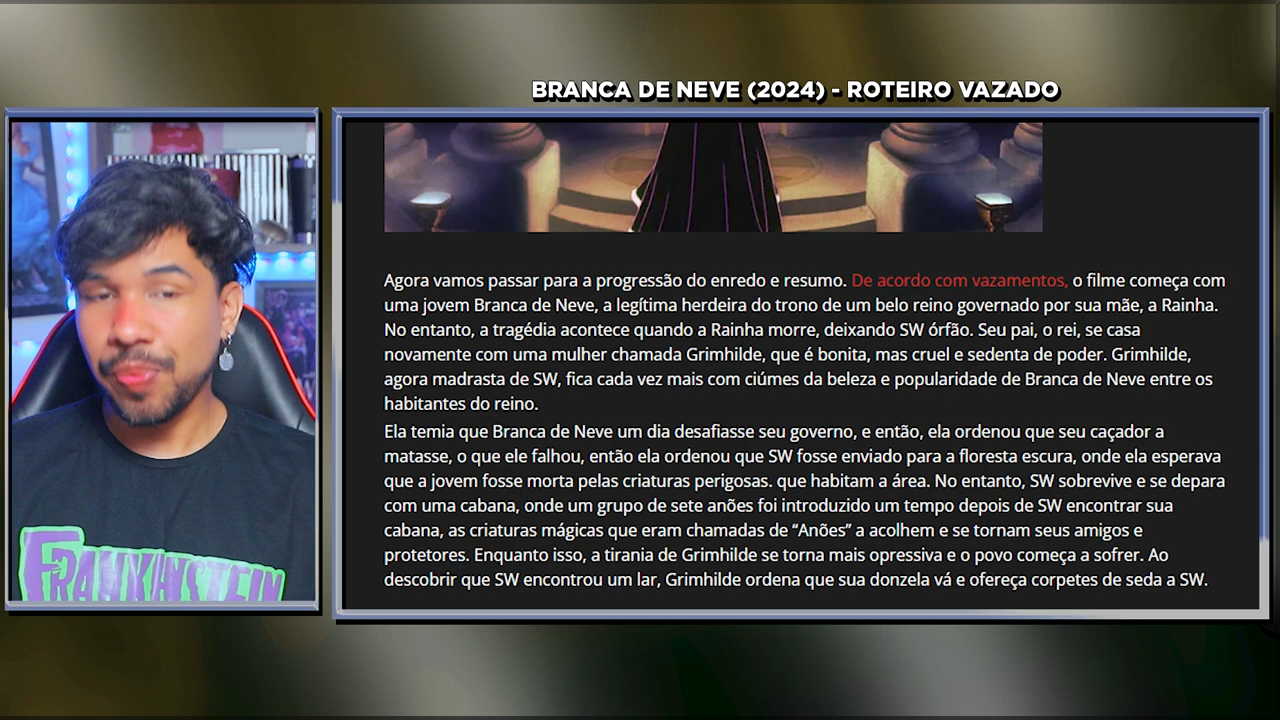 BRANCA DE NEVE (2024) - ROTEIRO VAZADO
Agora vamos passar para a progressão do enredo e resumo. De acordo com vazamentos, o filme começa com
uma jovem Branca de Neve, a legítima herdeira do trono de um belo reino governado por sua mãe, a Rainha.
No entanto, a tragédia acontece quando a Rainha morre, deixando SW órfão. Seu pai, o rei, se casa
novamente com uma mulher chamada Grimhilde, que é bonita, mas cruel e sedenta de poder. Grimhilde,
agora madrasta de SW, fica cada vez mais com ciúmes da beleza e popularidade de Branca de Neve entre os
habitantes do reino.
Ela temia que Branca de Neve um dia desafiasse seu governo, e então, ela ordenou que seu caçador a
matasse, o que ele falhou, então ela ordenou que SW fosse enviado para a floresta escura, onde ela esperava
que a jovem fosse morta pelas criaturas perigosas. que habitam a área. No entanto, SW sobrevive e se depara
com uma cabana, onde um grupo de sete anões foi introduzido um tempo depois de SW encontrar sua
cabana, as criaturas mágicas que eram chamadas de “Anões” a acolhem e se tornam seus amigos e
protetores. Enquanto isso, a tirania de Grimhilde se torna mais opressiva e o povo começa a sofrer. Ao
descobrir que SW encontrou um lar, Grimhilde ordena que sua donzela vá e ofereça corpetes de seda a SW.
FRANKENSTEIN